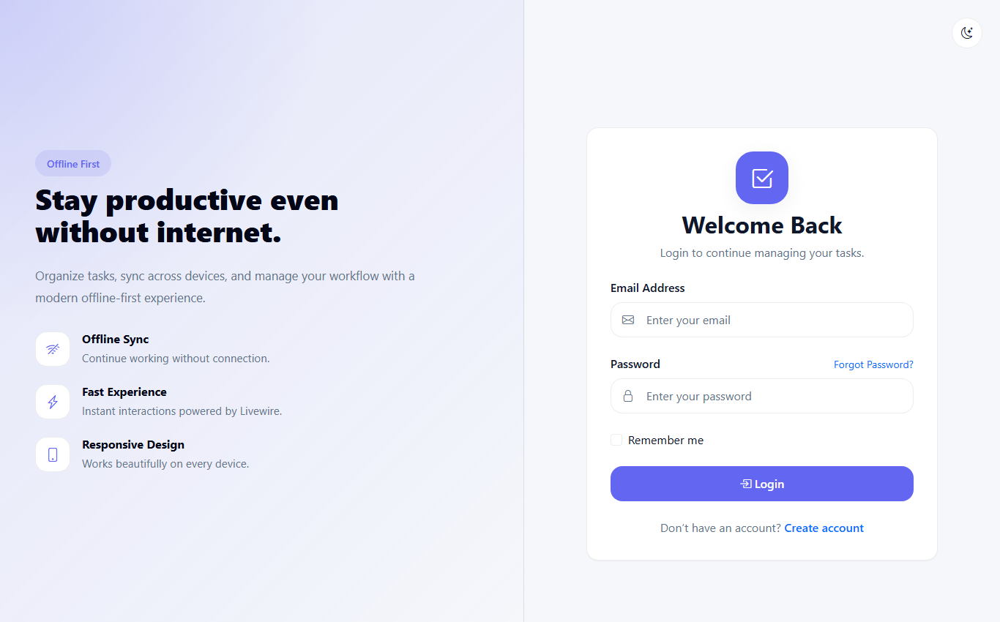 Offline First
Stay productive even
without internet.
Organize tasks, sync across devices, and manage your workflow with a
modern offline-first experience.
Offline Sync
Continue working without connection.
Fast Experience
Instant interactions powered by Livewire.
Responsive Design
Works beautifully on every device.
Welcome Back
Login to continue managing your tasks.
Email Address
Enter your email
Password Forgot Password?
Enter your password
Remember me
Login
Don't have an account? Create account